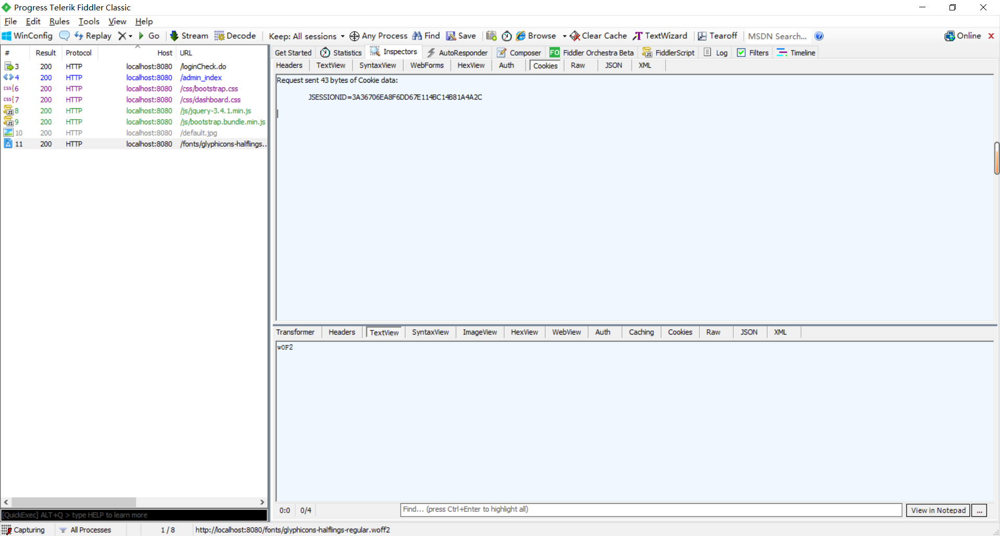 Progress Telerik Fiddler Classic
File Edit Rules Tools View Help
WinConfig Replay Go Stream Decode Keep: All sessions Any Process Find Save Browse Clear Cache TextWizard Tearoff MSDN Search... Online
# Result Protocol Host URL
3 200 HTTP localhost:8080 /loginCheck.do
4 200 HTTP localhost:8080 /admin_index
css 6 200 HTTP localhost:8080 /css/bootstrap.css
css 7 200 HTTP localhost:8080 /css/dashboard.css
JS 8 200 HTTP localhost:8080 /js/jquery-3.4.1.min.js
JS 9 200 HTTP localhost:8080 /js/bootstrap.bundle.min.js
10 200 HTTP localhost:8080 /default.jpg
A 11 200 HTTP localhost:8080 /fonts/glyphicons-halflings...
Get Started Statistics Inspectors AutoResponder Composer FO Fiddler Orchestra Beta FiddlerScript Log Filters Timeline
Headers TextView SyntaxView WebForms HexView Auth Cookies Raw JSON XML
Request sent 43 bytes of Cookie data:
JSESSIONID=3A36706EA8F6DD67E114BC14B81A4A2C
Transformer Headers TextView SyntaxView ImageView HexView WebView Auth Caching Cookies Raw JSON XML
wOF2
0:0 0/4 Find... (press Ctrl+Enter to highlight all) View in Notepad ...
[QuickExec] ALT+Q > type HELP to learn more
Capturing All Processes 1 / 8 http://localhost:8080/fonts/glyphicons-halflings-regular.woff2